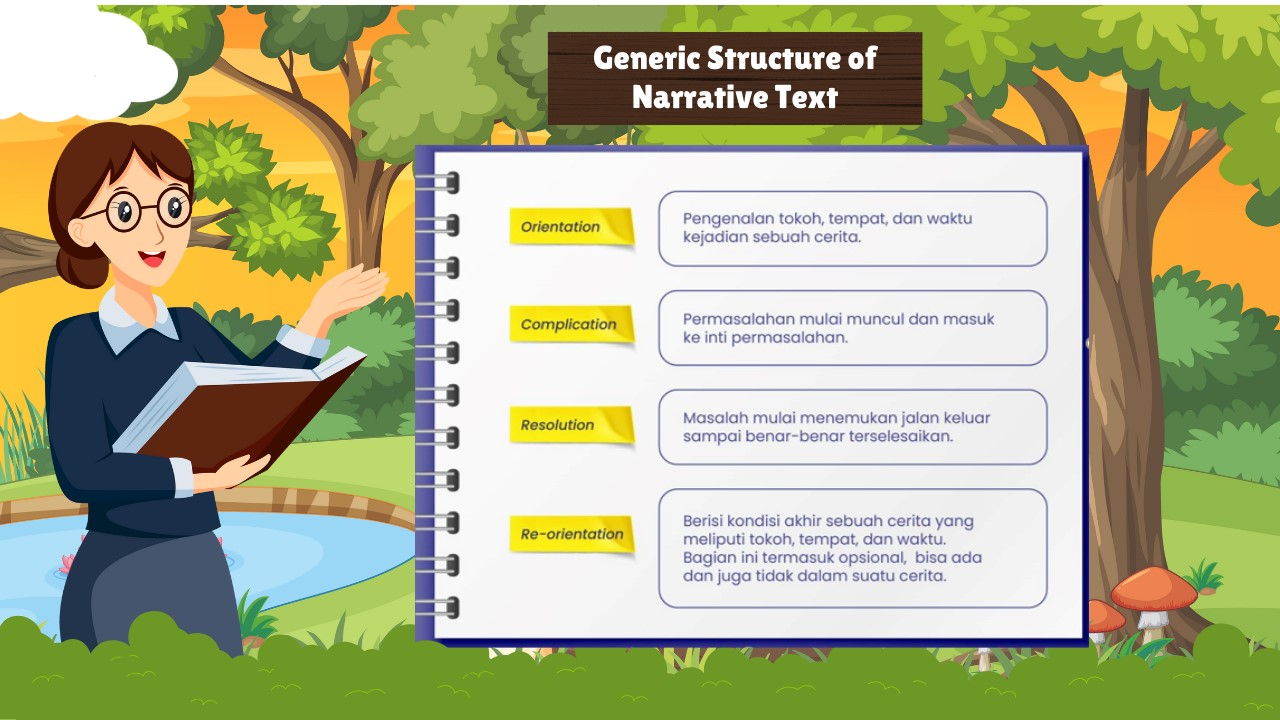 Generic Structure of
Narrative Text
Orientation
Pengenalan tokoh, tempat, dan waktu
kejadian sebuah cerita.
Complication
Permasalahan mulai muncul dan masuk
ke inti permasalahan.
Resolution
Masalah mulai menemukan jalan keluar
sampai benar-benar terselesaikan.
Re-orientation
Berisi kondisi akhir sebuah cerita yang
meliputi tokoh, tempat, dan waktu.
Bagian ini termasuk opsional,  bisa ada
dan juga tidak dalam suatu cerita.